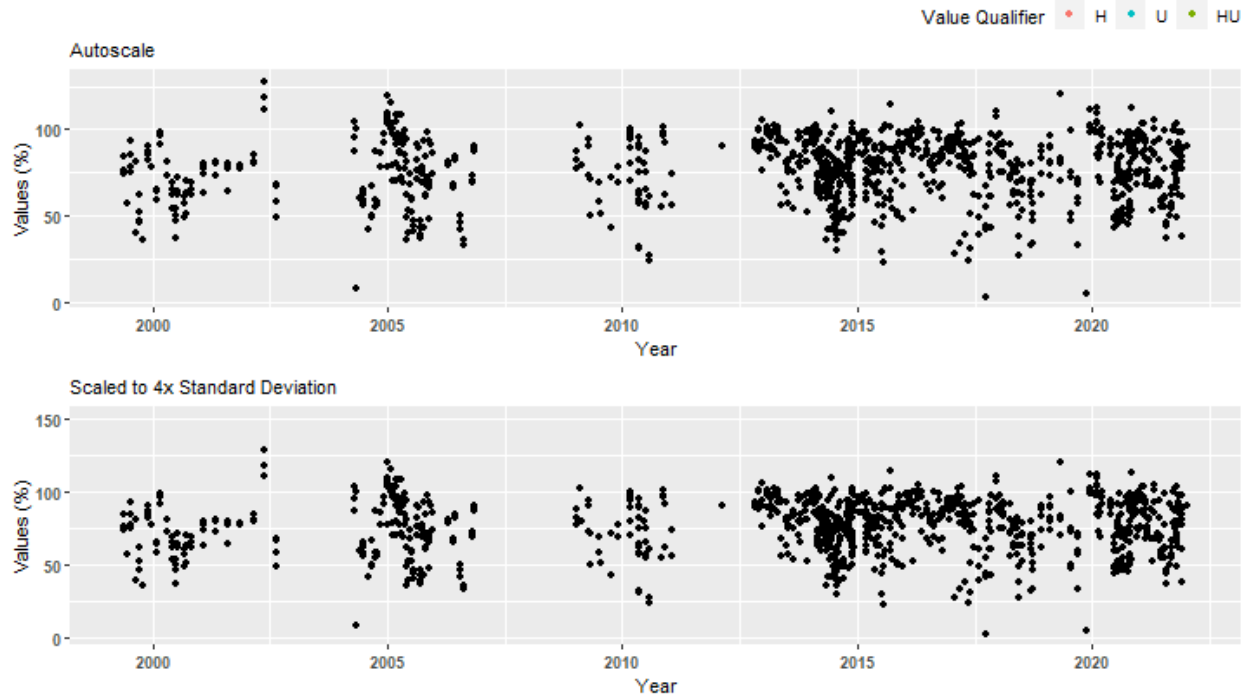 Value Qualifier H U HU
Autoscale
100
50
0
Values (%)
2000 2005 2010 2015 2020
Year
Scaled to 4x Standard Deviation
150
100
50
0
Values (%)
2000 2005 2010 2015 2020
Year